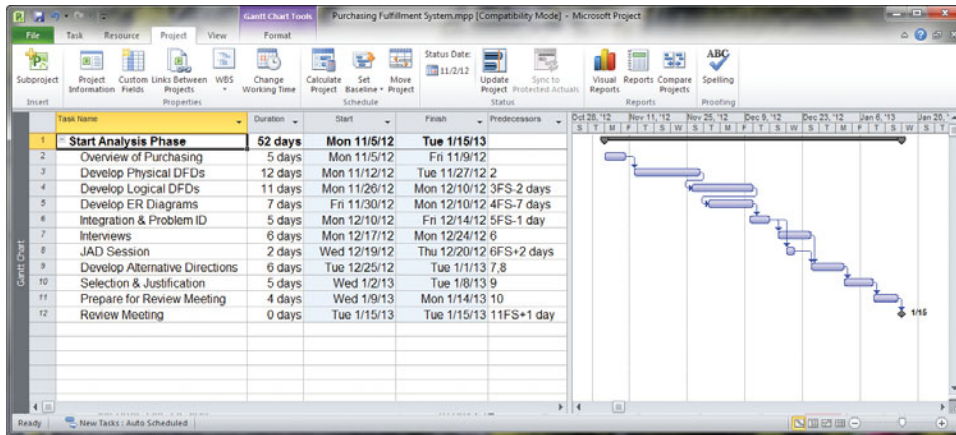 Gantt Chart Tools Purchasing Fulfillment System.mpp [Compatibility Mode] - Microsoft Project
File Task Resource Project View Format
Status Date:
11/2/12
Subproject Project Information Custom Fields Links Between Projects WBS Change Working Time Calculate Project Set Baseline Move Project Update Project Sync to Protected Actuals Visual Reports Reports Compare Projects ABC Spelling
Insert Properties Schedule Status Reports Proofing
Task Name Duration Start Finish Predecessors Oct 28, '12 Nov 11, '12 Nov 25, '12 Dec 9, '12 Dec 23, '12 Jan 6, '13 Jan 20, '
S T M F T S W S T M F T S W S T M F T S W S T
1 Start Analysis Phase 52 days Mon 11/5/12 Tue 1/15/13
2 Overview of Purchasing 5 days Mon 11/5/12 Fri 11/9/12
3 Develop Physical DFDs 12 days Mon 11/12/12 Tue 11/27/12 2
4 Develop Logical DFDs 11 days Mon 11/26/12 Mon 12/10/12 3FS-2 days
5 Develop ER Diagrams 7 days Fri 11/30/12 Mon 12/10/12 4FS-7 days
6 Integration & Problem ID 5 days Mon 12/10/12 Fri 12/14/12 5FS-1 day
7 Interviews 6 days Mon 12/17/12 Mon 12/24/12 6
8 JAD Session 2 days Wed 12/19/12 Thu 12/20/12 6FS+2 days
9 Develop Alternative Directions 6 days Tue 12/25/12 Tue 1/1/13 7,8
10 Selection & Justification 5 days Wed 1/2/13 Tue 1/8/13 9
11 Prepare for Review Meeting 4 days Wed 1/9/13 Mon 1/14/13 10
12 Review Meeting 0 days Tue 1/15/13 Tue 1/15/13 11FS+1 day 1/15
Gantt Chart
Ready New Tasks : Auto Scheduled